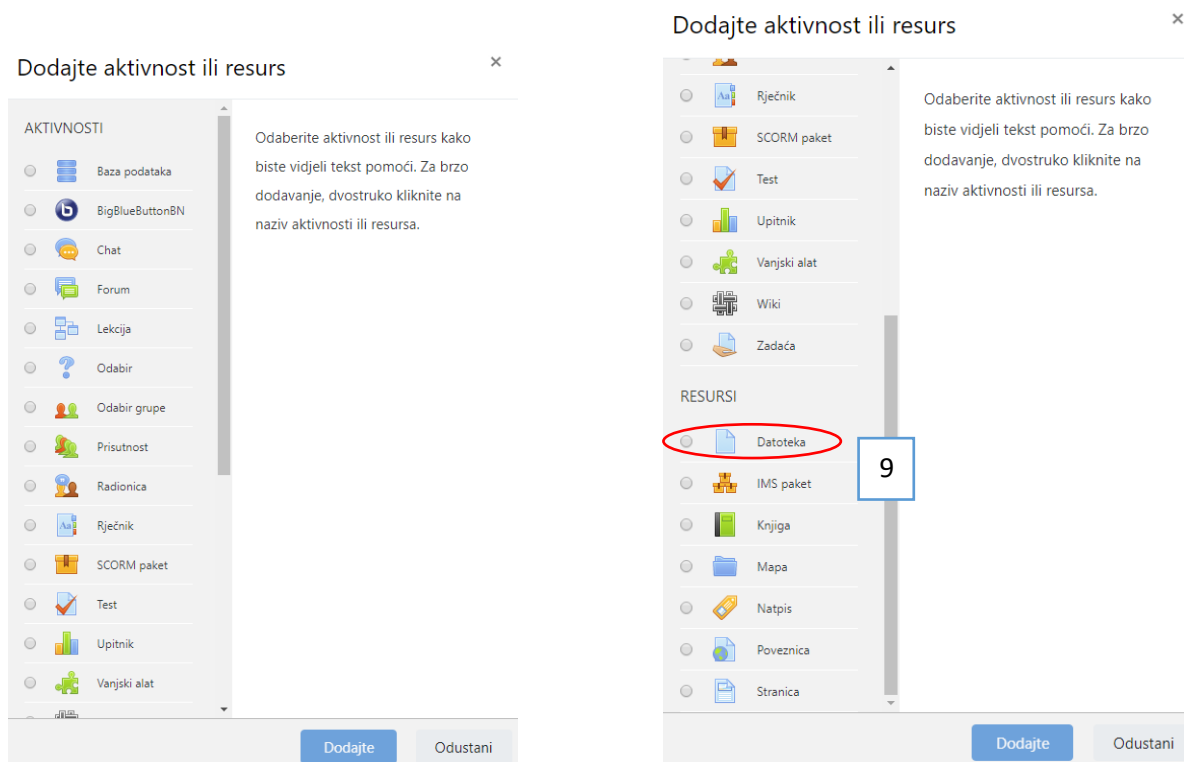 Dodajte aktivnost ili resurs
×
AKTIVNOSTI
Baza podataka
BigBlueButtonBN
Chat
Forum
Lekcija
Odabir
Odabir grupe
Prisutnost
Radionica
Rječnik
SCORM paket
Test
Upitnik
Vanjski alat
Odaberite aktivnost ili resurs kako
biste vidjeli tekst pomoći. Za brzo
dodavanje, dvostruko kliknite na
naziv aktivnosti ili resursa.
Dodajte
Odustani
Dodajte aktivnost ili resurs
×
Rječnik
SCORM paket
Test
Upitnik
Vanjski alat
Wiki
Zadaća
RESURSI
Datoteka
IMS paket
Knjiga
Mapa
Natpis
Poveznica
Stranica
9
Odaberite aktivnost ili resurs kako
biste vidjeli tekst pomoći. Za brzo
dodavanje, dvostruko kliknite na
naziv aktivnosti ili resursa.
Dodajte
Odustani